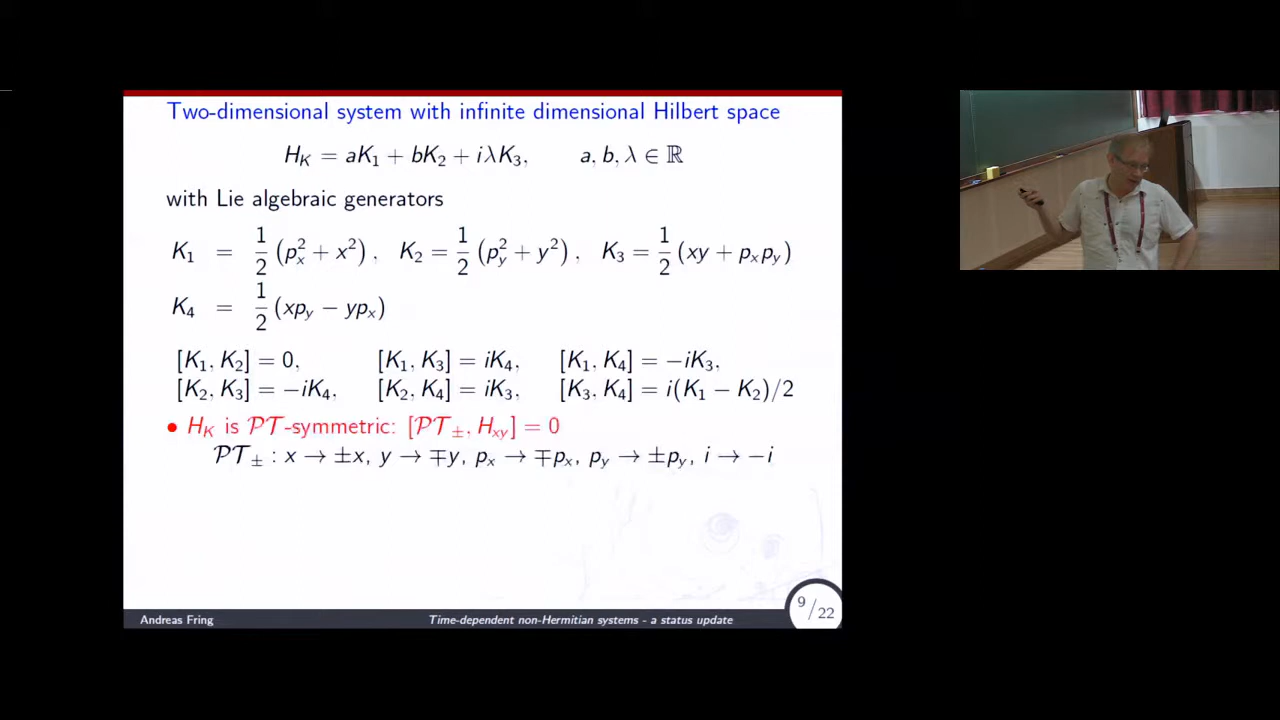 Two-dimensional system with infinite dimensional Hilbert space
H_K = aK_1 + bK_2 + iλK_3, a, b, λ ∈ ℝ
with Lie algebraic generators
K_1 = 1/2 (p_x^2 + x^2), K_2 = 1/2 (p_y^2 + y^2), K_3 = 1/2 (xy + p_x p_y)
K_4 = 1/2 (xp_y − yp_x)
[K_1, K_2] = 0, [K_1, K_3] = iK_4, [K_1, K_4] = −iK_3,
[K_2, K_3] = −iK_4, [K_2, K_4] = iK_3, [K_3, K_4] = i(K_1 − K_2)/2
• H_K is 𝒫𝒯-symmetric: [𝒫𝒯_±, H_xy] = 0
𝒫𝒯_± : x → ±x, y → ∓y, p_x → ∓p_x, p_y → ±p_y, i → −i
Andreas Fring
Time-dependent non-Hermitian systems - a status update
9/22